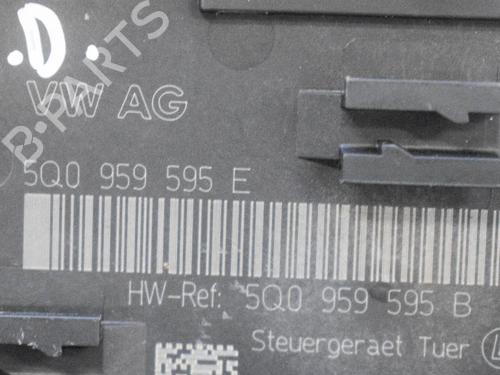 .D.
B-PARTS
VW AG
5Q0 959 595 E
HW-Ref: 5Q0 959 595 B
Steuergeraet Tuer